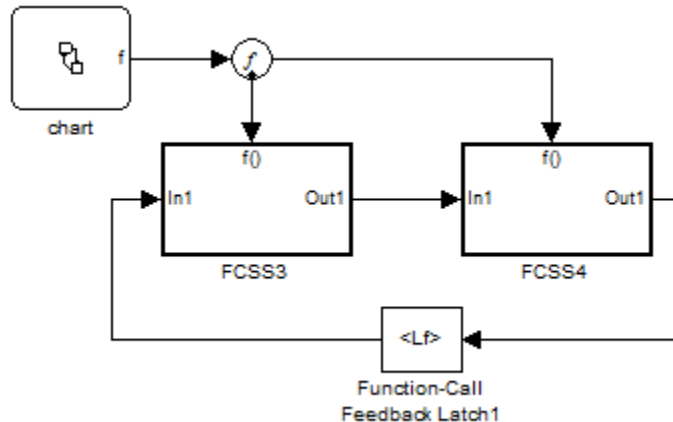 f
f
chart
f()
f()
In1
Out1
In1
Out1
FCSS3
FCSS4
<Lf>
Function-Call
Feedback Latch1